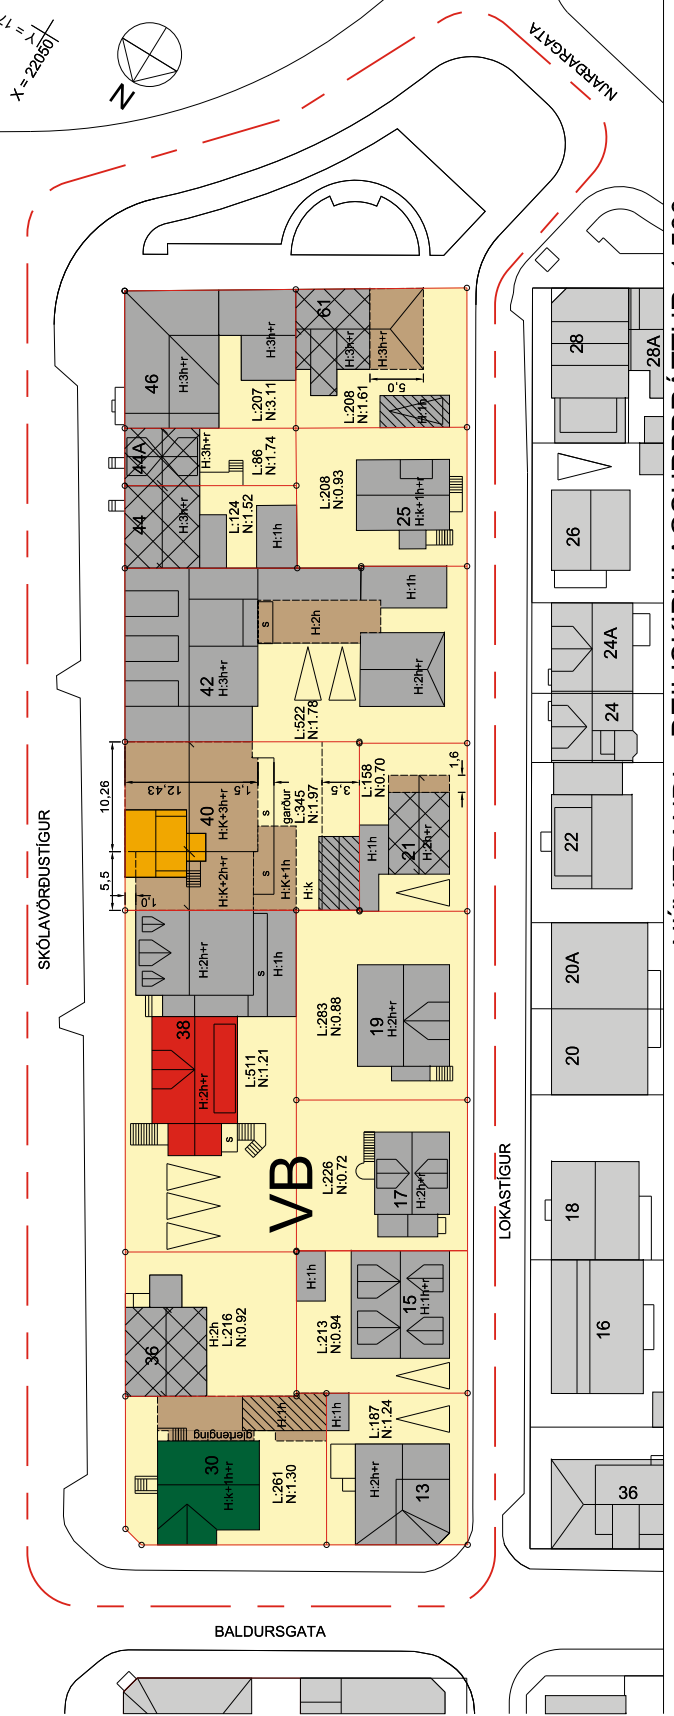 X = 22050
N
NJARÐARGATA
SKÓLAVÖRÐUSTÍGUR
46
H:3h+r
H:3h+r
L:207
N:3.11
61
H:3h+r
H:3h+r
5,0
L:208
N:1.61
H:1h
44A
H:3h+r
L:86
N:1.74
44
H:3h+r
L:124
N:1.52
H:1h
L:208
N:0.93
25
H:k+1h+r
42
H:3h+r
s
H:2h
H:1h
H:2h+r
L:522
N:1.78
10,26
12,43
1,5
s
garður
L:345
N:1.97
3,5
L:158
N:0.70
1,6
40
H:K+3h+r
H:K+2h+r
5,5
1,0
s
H:K+1h
H:k
H:1h
21
H:2h+r
H:2h+r
s
H:1h
38
H:2h+r
s
L:511
N:1.21
L:283
N:0.88
19
H:2h+r
VB
L:226
N:0.72
17
H:2h+r
36
H:2h
L:216
N:0.92
H:1h
L:213
N:0.94
15
H:1h+r
glertenging
H:1h
H:1h
L:187
N:1.24
30
H:k+1h+r
L:261
N:1.30
H:2h+r
13
LOKASTÍGUR
BALDURSGATA
28
28A
26
24A
24
22
20A
20
18
16
36